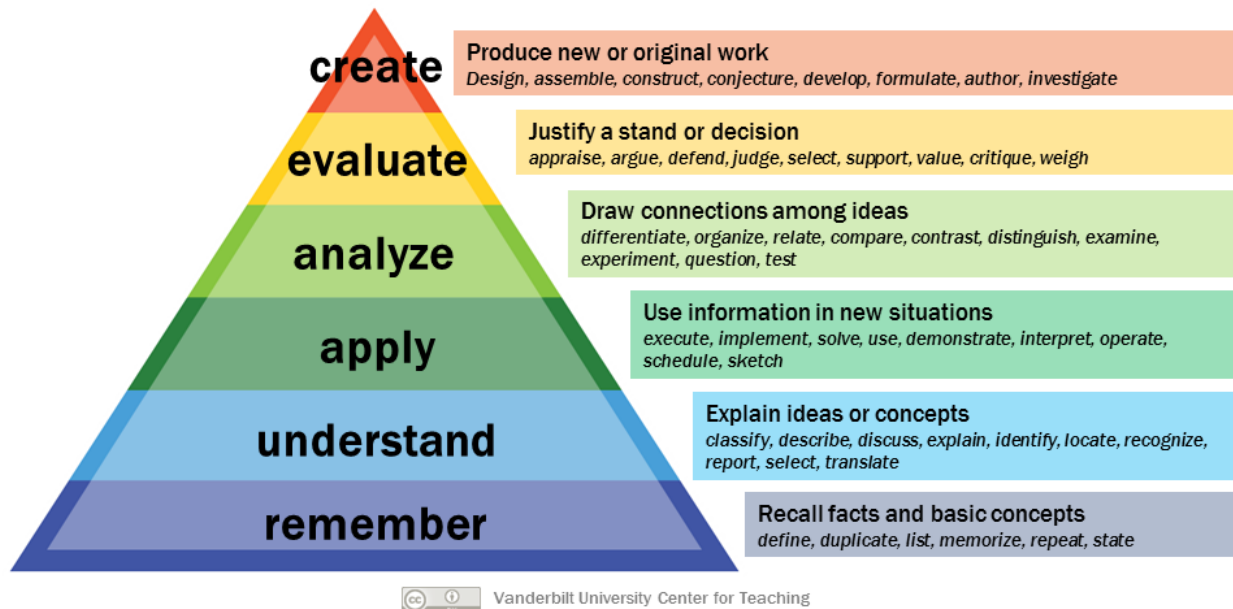 create
Produce new or original work
Design, assemble, construct, conjecture, develop, formulate, author, investigate
evaluate
Justify a stand or decision
appraise, argue, defend, judge, select, support, value, critique, weigh
analyze
Draw connections among ideas
differentiate, organize, relate, compare, contrast, distinguish, examine,
experiment, question, test
apply
Use information in new situations
execute, implement, solve, use, demonstrate, interpret, operate,
schedule, sketch
understand
Explain ideas or concepts
classify, describe, discuss, explain, identify, locate, recognize,
report, select, translate
remember
Recall facts and basic concepts
define, duplicate, list, memorize, repeat, state
cc
Vanderbilt University Center for Teaching